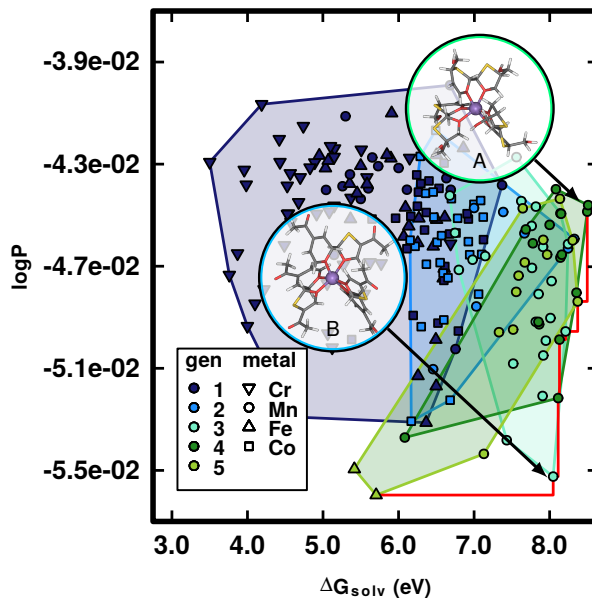 -3.9e-02
-4.3e-02
-4.7e-02
-5.1e-02
-5.5e-02
logP
A
B
gen metal
1 Cr
2 Mn
3 Fe
4 Co
5
3.0 4.0 5.0 6.0 7.0 8.0
ΔGsolv (eV)